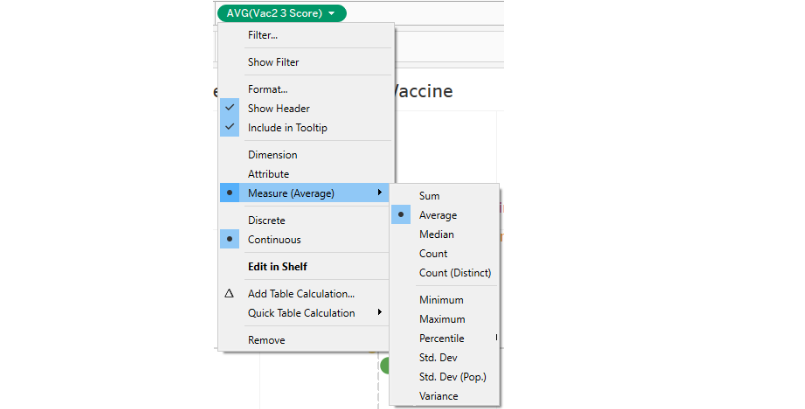 AVG(Vac2 3 Score)
Filter...
Show Filter
Format...
Show Header
Include in Tooltip
Vaccine
Dimension
Attribute
Measure (Average)
Discrete
Continuous
Edit in Shelf
Add Table Calculation...
Quick Table Calculation
Remove
Sum
Average
Median
Count
Count (Distinct)
Minimum
Maximum
Percentile
Std. Dev
Std. Dev (Pop.)
Variance